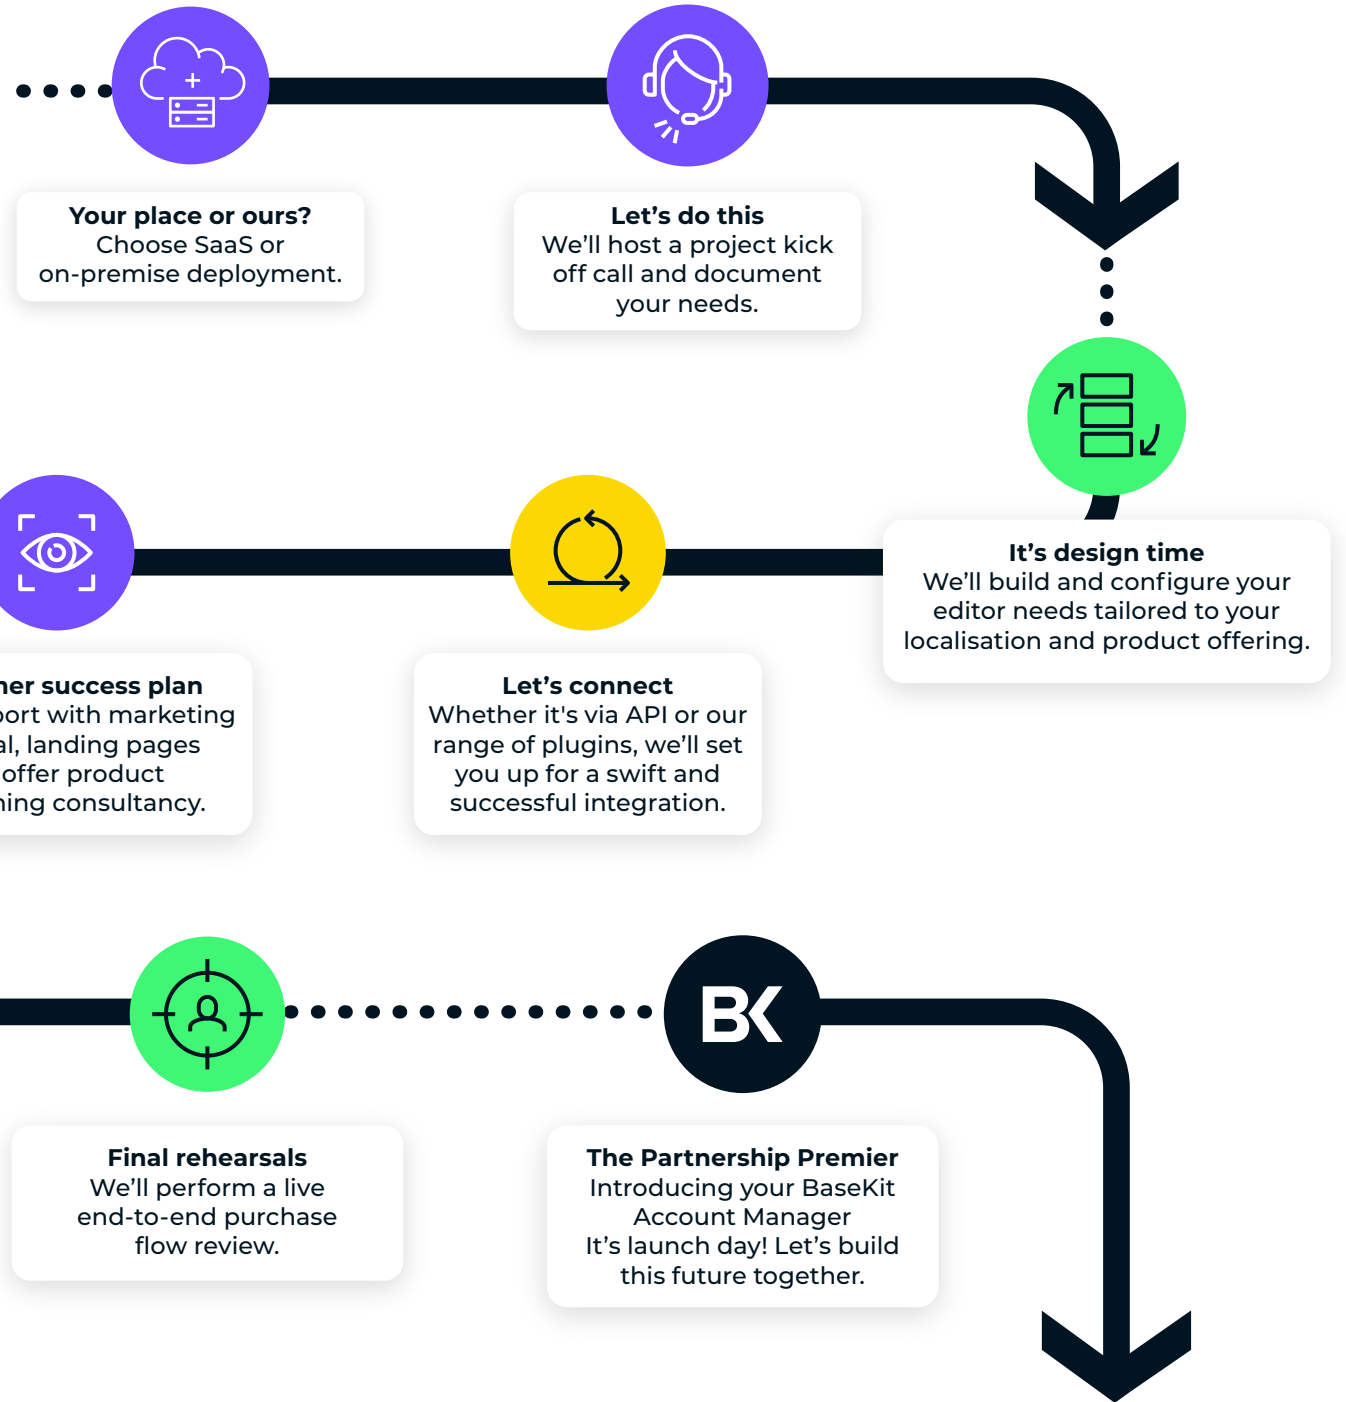 Your place or ours?
Choose SaaS or
on-premise deployment.
Let’s do this
We’ll host a project kick
off call and document
your needs.
It’s design time
We’ll build and configure your
editor needs tailored to your
localisation and product offering.
Let’s connect
Whether it's via API or our
range of plugins, we’ll set
you up for a swift and
successful integration.
success plan
with marketing
landing pages
offer product
consultancy.
BK
Final rehearsals
We’ll perform a live
end-to-end purchase
flow review.
The Partnership Premier
Introducing your BaseKit
Account Manager
It’s launch day! Let’s build
this future together.